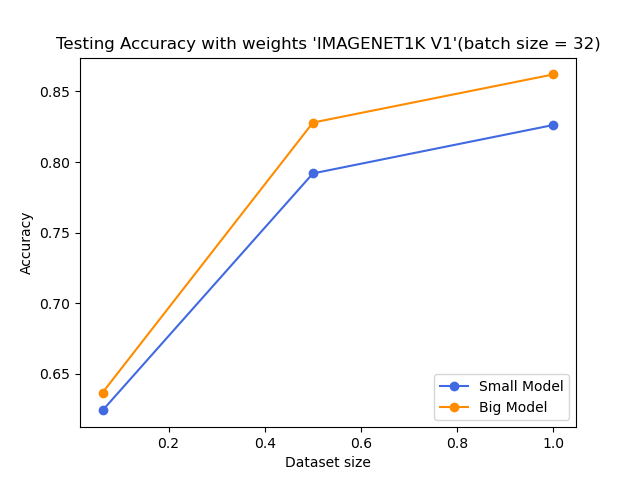 Testing Accuracy with weights 'IMAGENET1K V1'(batch size = 32)
0.85
0.80
0.75
0.70
0.65
Accuracy
Small Model
Big Model
0.2 0.4 0.6 0.8 1.0
Dataset size